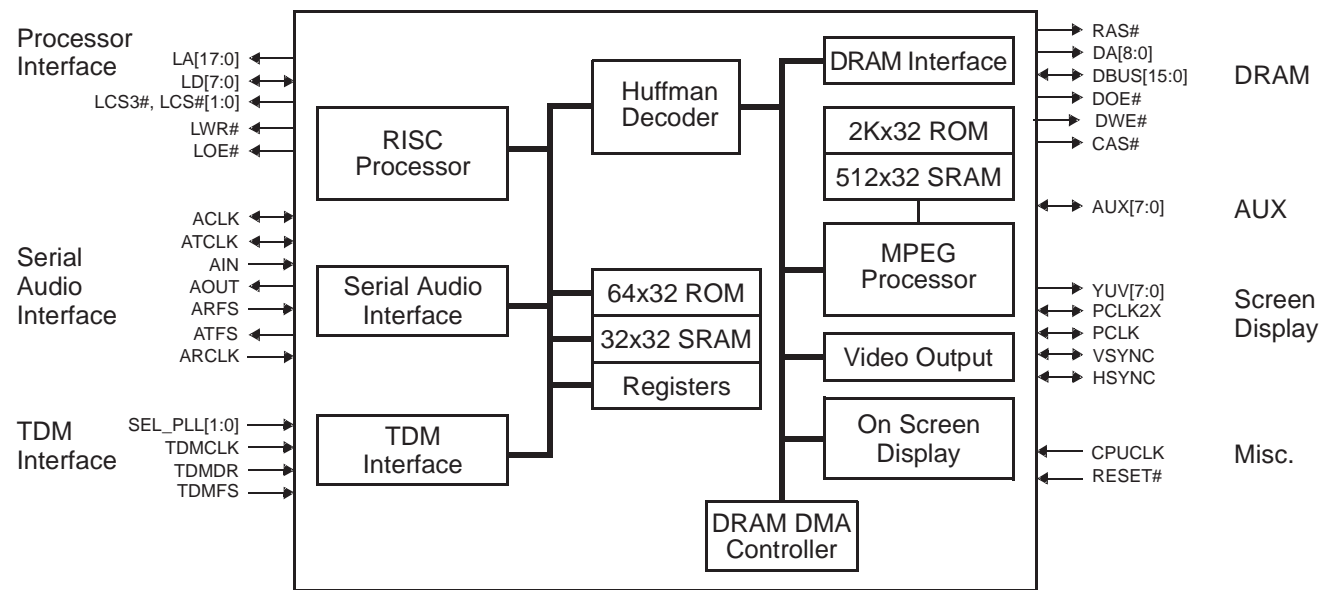 Processor
Interface
LA[17:0]
LD[7:0]
LCS3#, LCS#[1:0]
LWR#
LOE#
Serial
Audio
Interface
ACLK
ATCLK
AIN
AOUT
ARFS
ATFS
ARCLK
TDM
Interface
SEL_PLL[1:0]
TDMCLK
TDMDR
TDMFS
RISC
Processor
Serial Audio
Interface
TDM
Interface
Huffman
Decoder
64x32 ROM
32x32 SRAM
Registers
DRAM Interface
2Kx32 ROM
512x32 SRAM
MPEG
Processor
Video Output
On Screen
Display
DRAM DMA
Controller
RAS#
DA[8:0]
DBUS[15:0]
DOE#
DWE#
CAS#
DRAM
AUX[7:0]
AUX
YUV[7:0]
PCLK2X
PCLK
VSYNC
HSYNC
Screen
Display
CPUCLK
RESET#
Misc.